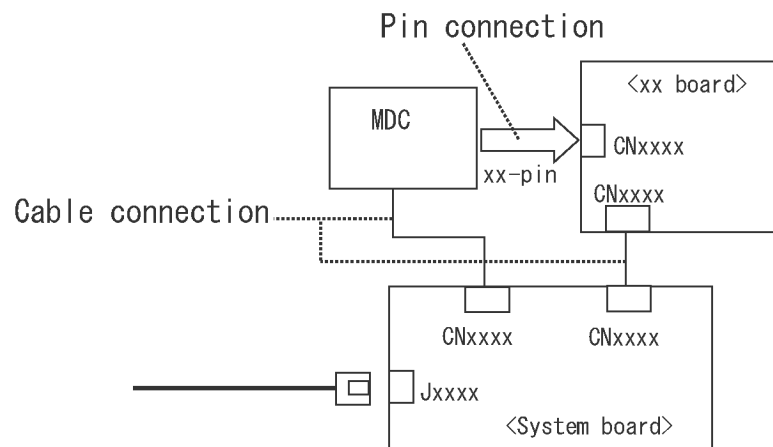 Pin connection
<xx board>
MDC
CNxxxx
xx-pin
CNxxxx
Cable connection
CNxxxx
CNxxxx
Jxxxx
<System board>